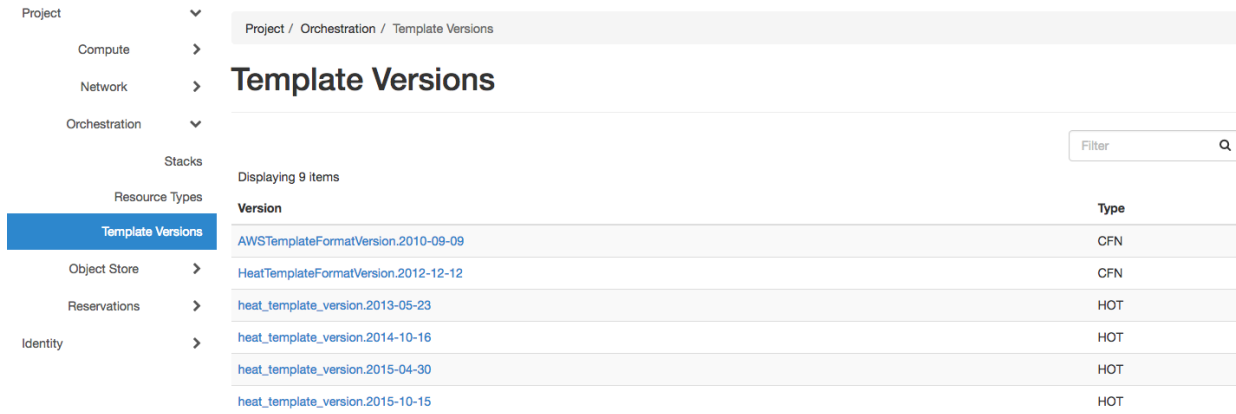 Project
Compute
Network
Orchestration
Stacks
Resource Types
Template Versions
Object Store
Reservations
Identity
Project / Orchestration / Template Versions
Template Versions
Filter
Displaying 9 items
Version Type
AWSTemplateFormatVersion.2010-09-09 CFN
HeatTemplateFormatVersion.2012-12-12 CFN
heat_template_version.2013-05-23 HOT
heat_template_version.2014-10-16 HOT
heat_template_version.2015-04-30 HOT
heat_template_version.2015-10-15 HOT